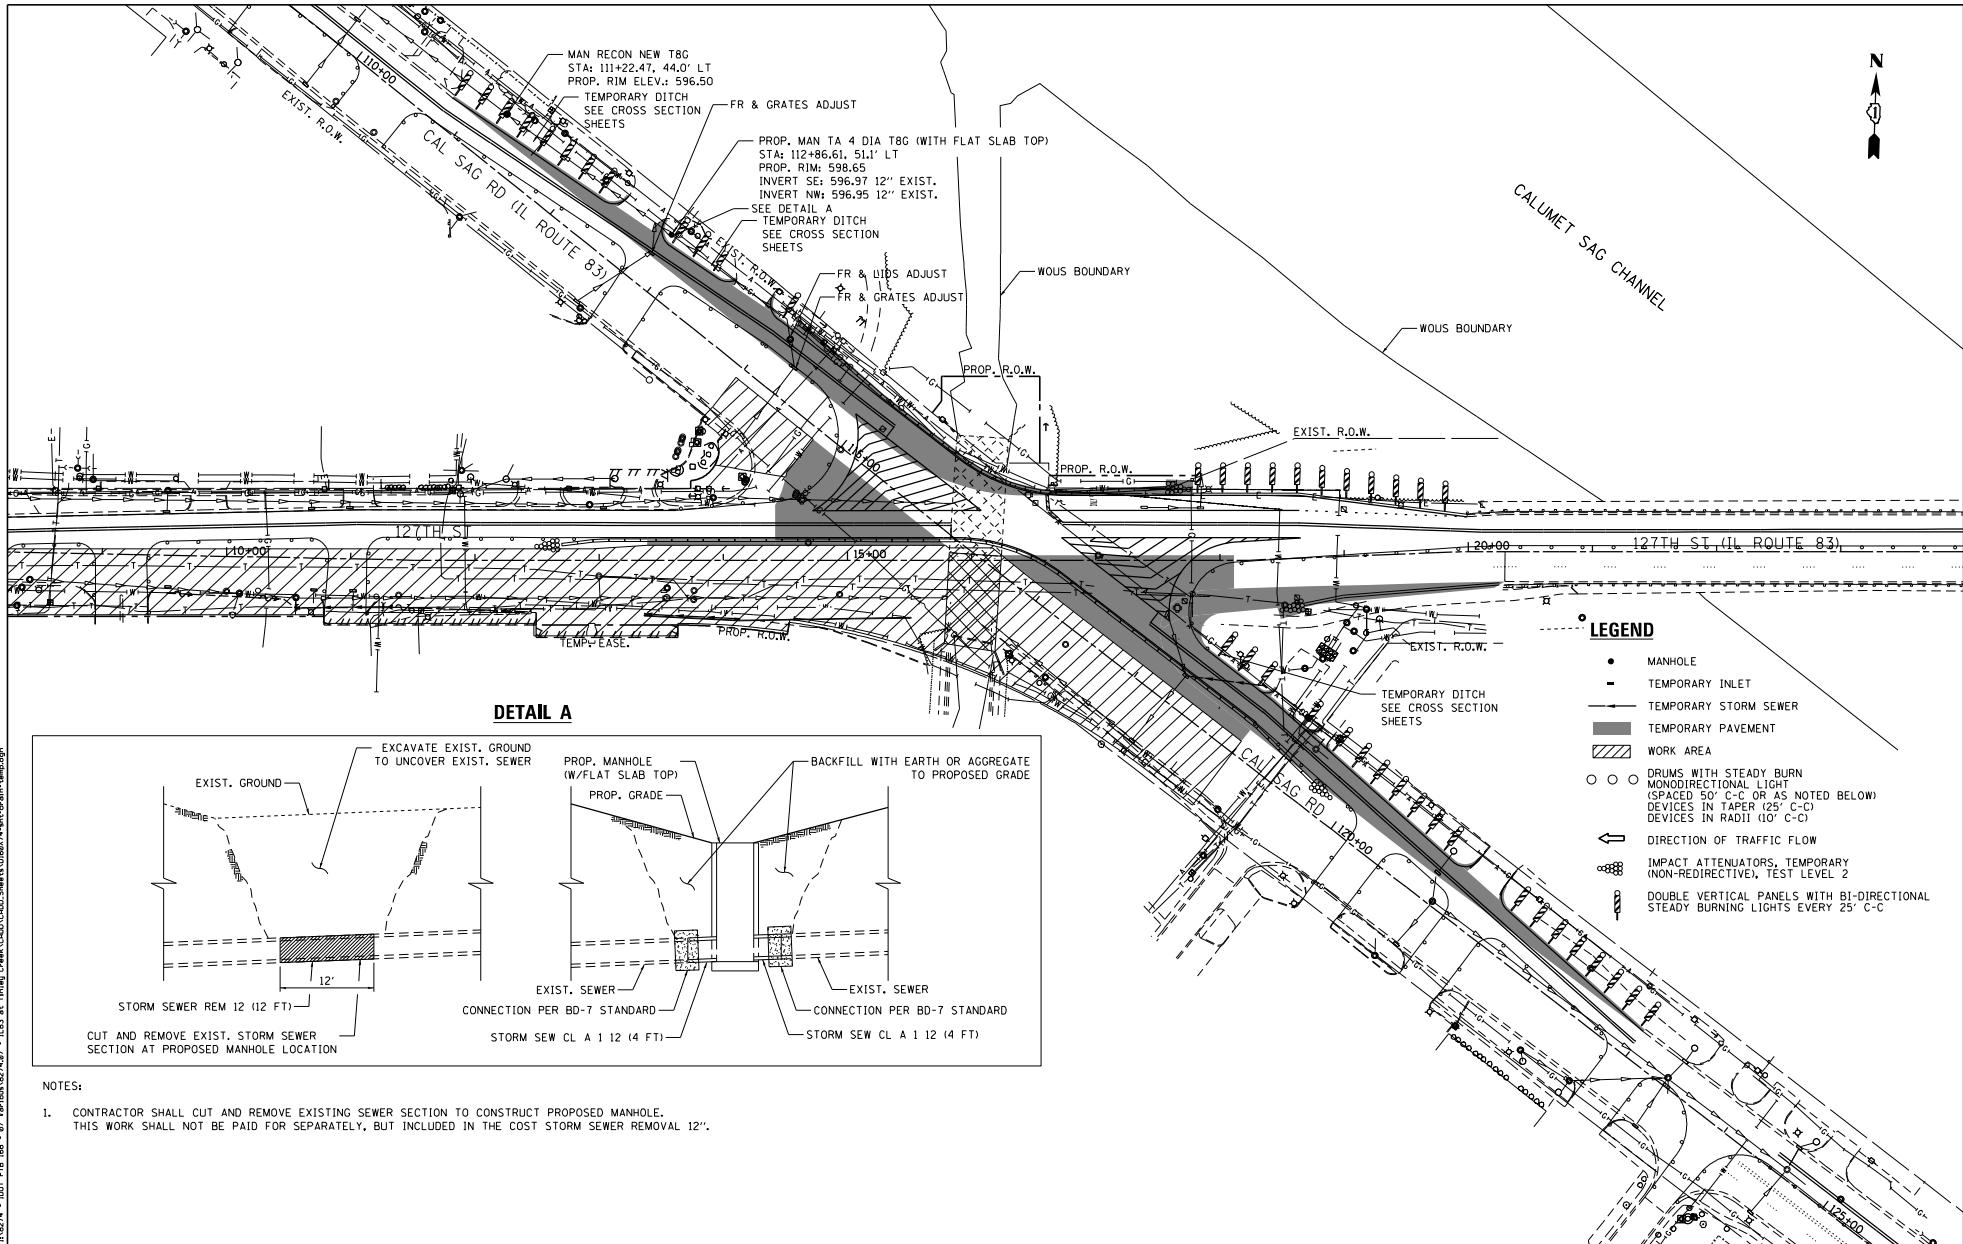 MAN RECON NEW T8G
STA: 111+22.47, 44.0' LT
PROP. RIM ELEV.: 596.50
TEMPORARY DITCH
SEE CROSS SECTION
SHEETS
FR & GRATES ADJUST
PROP. MAN TA 4 DIA T8G (WITH FLAT SLAB TOP)
STA: 112+86.61, 51.1' LT
PROP. RIM: 598.65
INVERT SE: 596.97 12" EXIST.
INVERT NW: 596.95 12" EXIST.
SEE DETAIL A
TEMPORARY DITCH
SEE CROSS SECTION
SHEETS
FR & LIDS ADJUST
FR & GRATES ADJUST
110+00
EXIST. R.O.W.
CAL SAG RD (IL ROUTE 83)
EXIST. R.O.W.
WOUS BOUNDARY
WOUS BOUNDARY
N
CALUMET SAG CHANNEL
PROP. R.O.W.
EXIST. R.O.W.
PROP. R.O.W.
115+00
127TH ST
10+00
15+00
20+00
127TH ST (IL ROUTE 83)
PROP. R.O.W.
TEMP. EASE.
EXIST. R.O.W.
TEMPORARY DITCH
SEE CROSS SECTION
SHEETS
CAL SAG RD
120+00
125+00
LEGEND
MANHOLE
TEMPORARY INLET
TEMPORARY STORM SEWER
TEMPORARY PAVEMENT
WORK AREA
DRUMS WITH STEADY BURN
MONODIRECTIONAL LIGHT
(SPACED 50' C-C OR AS NOTED BELOW)
DEVICES IN TAPER (25' C-C)
DEVICES IN RADII (10' C-C)
DIRECTION OF TRAFFIC FLOW
IMPACT ATTENUATORS, TEMPORARY
(NON-REDIRECTIVE), TEST LEVEL 2
DOUBLE VERTICAL PANELS WITH BI-DIRECTIONAL
STEADY BURNING LIGHTS EVERY 25' C-C
DETAIL A
EXCAVATE EXIST. GROUND
TO UNCOVER EXIST. SEWER
EXIST. GROUND
12'
STORM SEWER REM 12 (12 FT)
CUT AND REMOVE EXIST. STORM SEWER
SECTION AT PROPOSED MANHOLE LOCATION
PROP. MANHOLE
(W/FLAT SLAB TOP)
PROP. GRADE
BACKFILL WITH EARTH OR AGGREGATE
TO PROPOSED GRADE
EXIST. SEWER
EXIST. SEWER
CONNECTION PER BD-7 STANDARD
CONNECTION PER BD-7 STANDARD
STORM SEW CL A 1 12 (4 FT)
STORM SEW CL A 1 12 (4 FT)
NOTES:
1. CONTRACTOR SHALL CUT AND REMOVE EXISTING SEWER SECTION TO CONSTRUCT PROPOSED MANHOLE.
THIS WORK SHALL NOT BE PAID FOR SEPARATELY, BUT INCLUDED IN THE COST STORM SEWER REMOVAL 12".